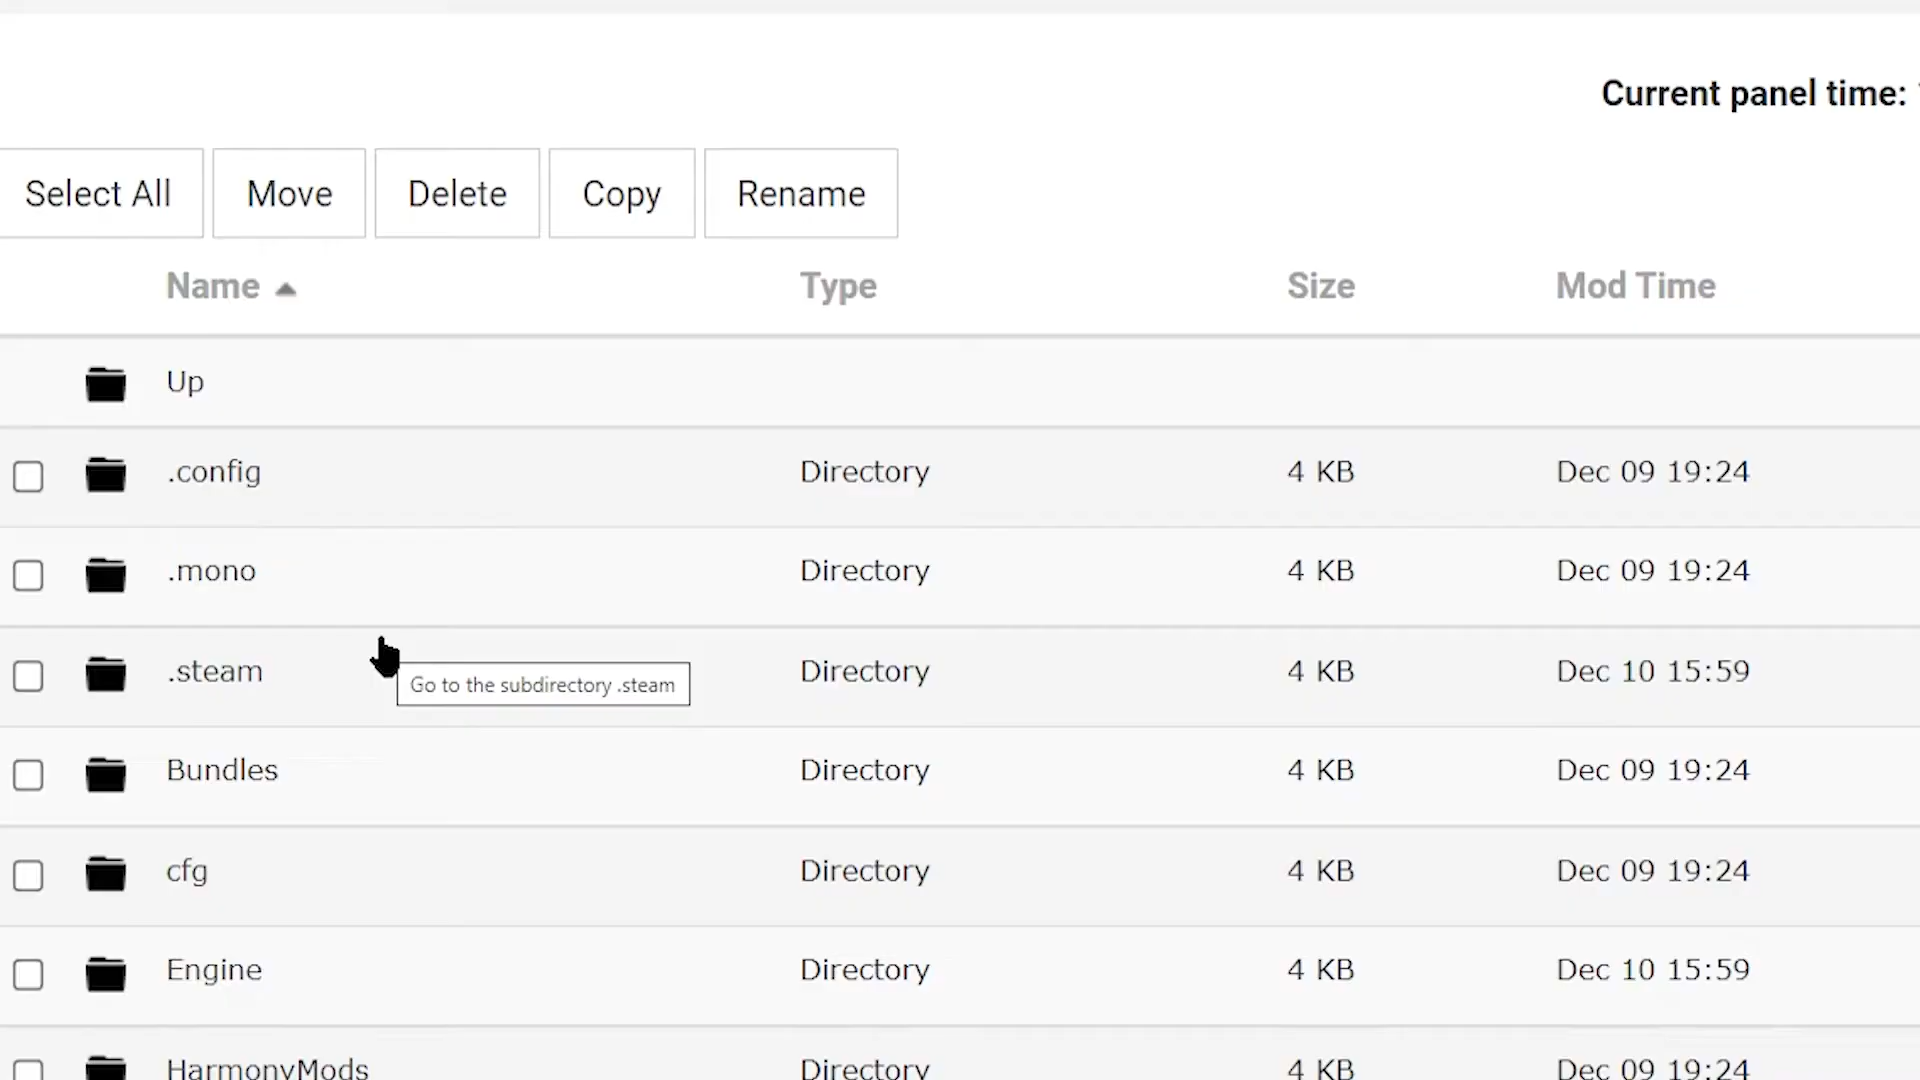 Current panel time:
Select All Move Delete Copy Rename
Name Type Size Mod Time
Up
.config Directory 4 KB Dec 09 19:24
.mono Directory 4 KB Dec 09 19:24
.steam Directory 4 KB Dec 10 15:59
Go to the subdirectory .steam
Bundles Directory 4 KB Dec 09 19:24
cfg Directory 4 KB Dec 09 19:24
Engine Directory 4 KB Dec 10 15:59
HarmonyMods Directory 4 KB Dec 09 19:24